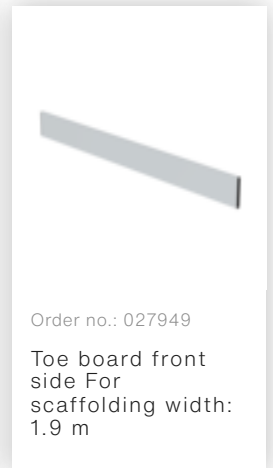 Order no.: 027949
Toe board front
side For
scaffolding width:
1.9 m